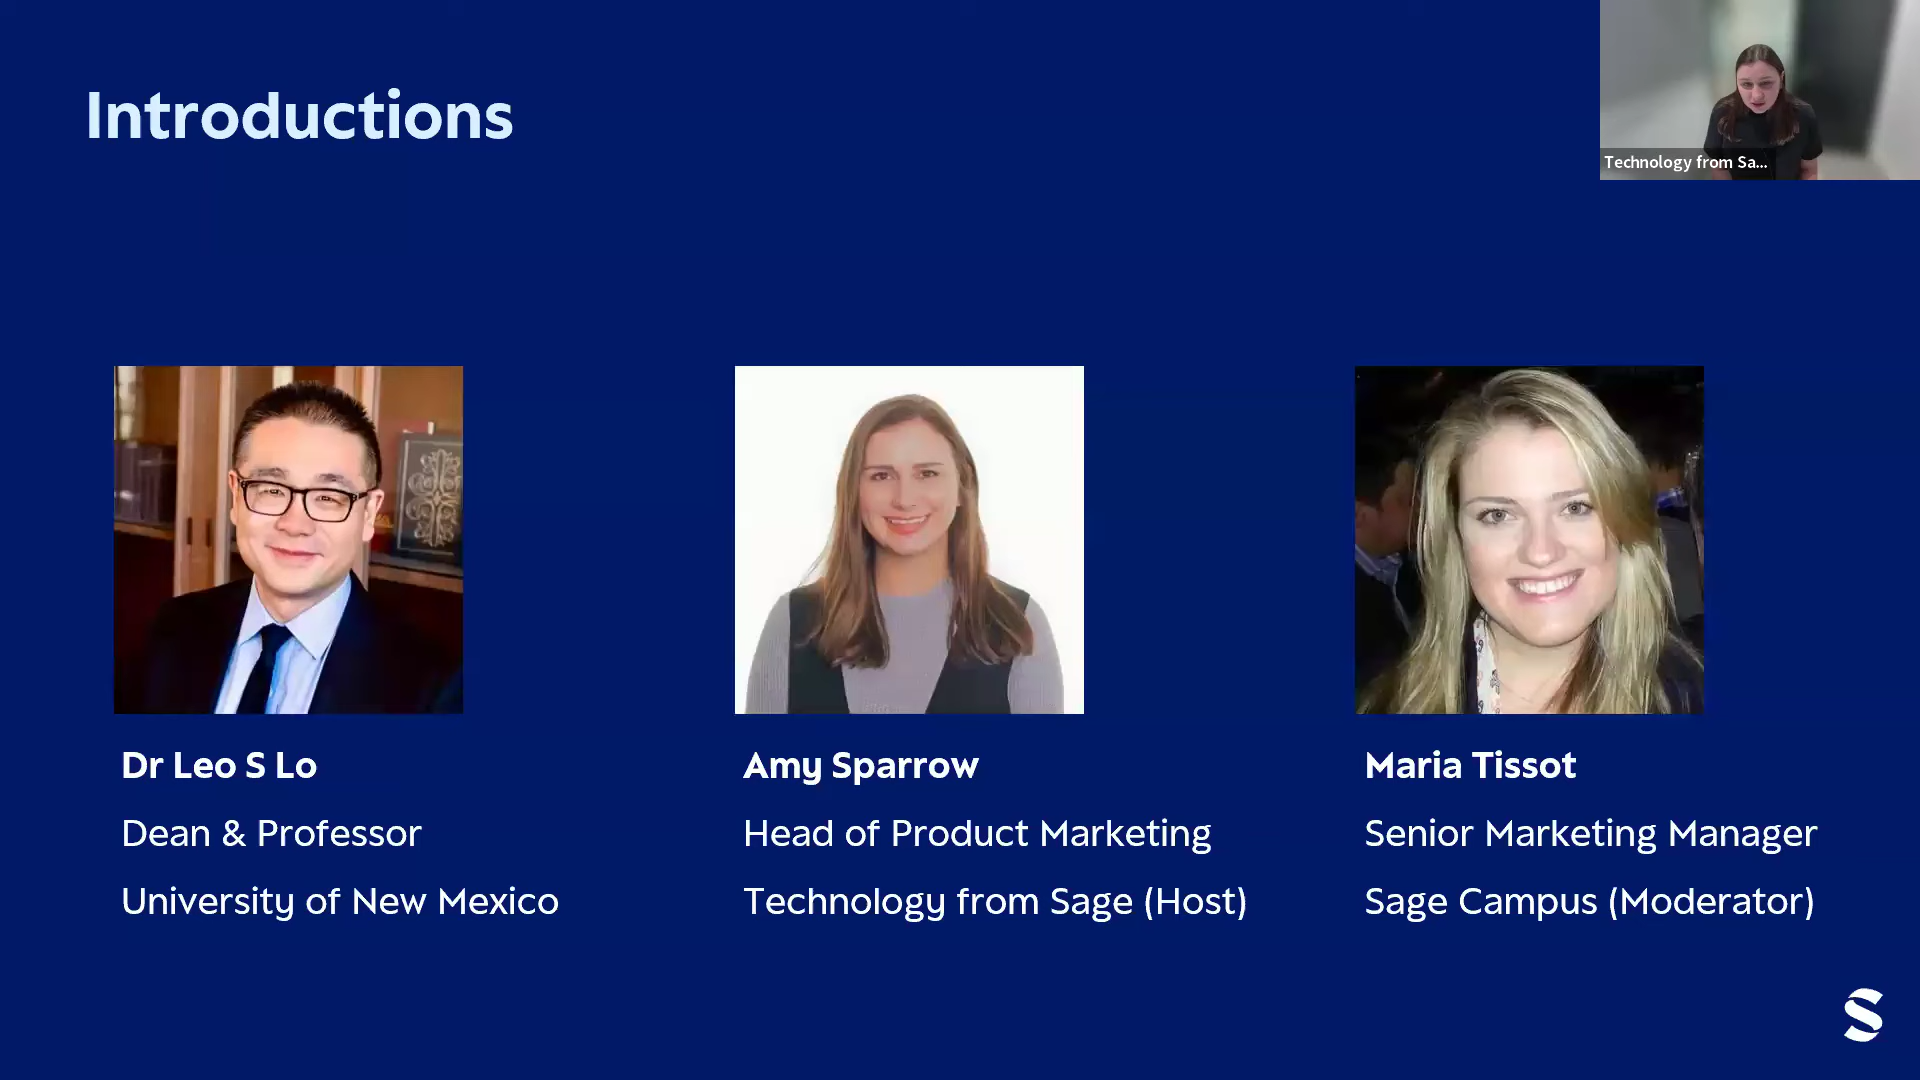 Introductions
Technology from Sa...
Dr Leo S Lo
Dean & Professor
University of New Mexico
Amy Sparrow
Head of Product Marketing
Technology from Sage (Host)
Maria Tissot
Senior Marketing Manager
Sage Campus (Moderator)